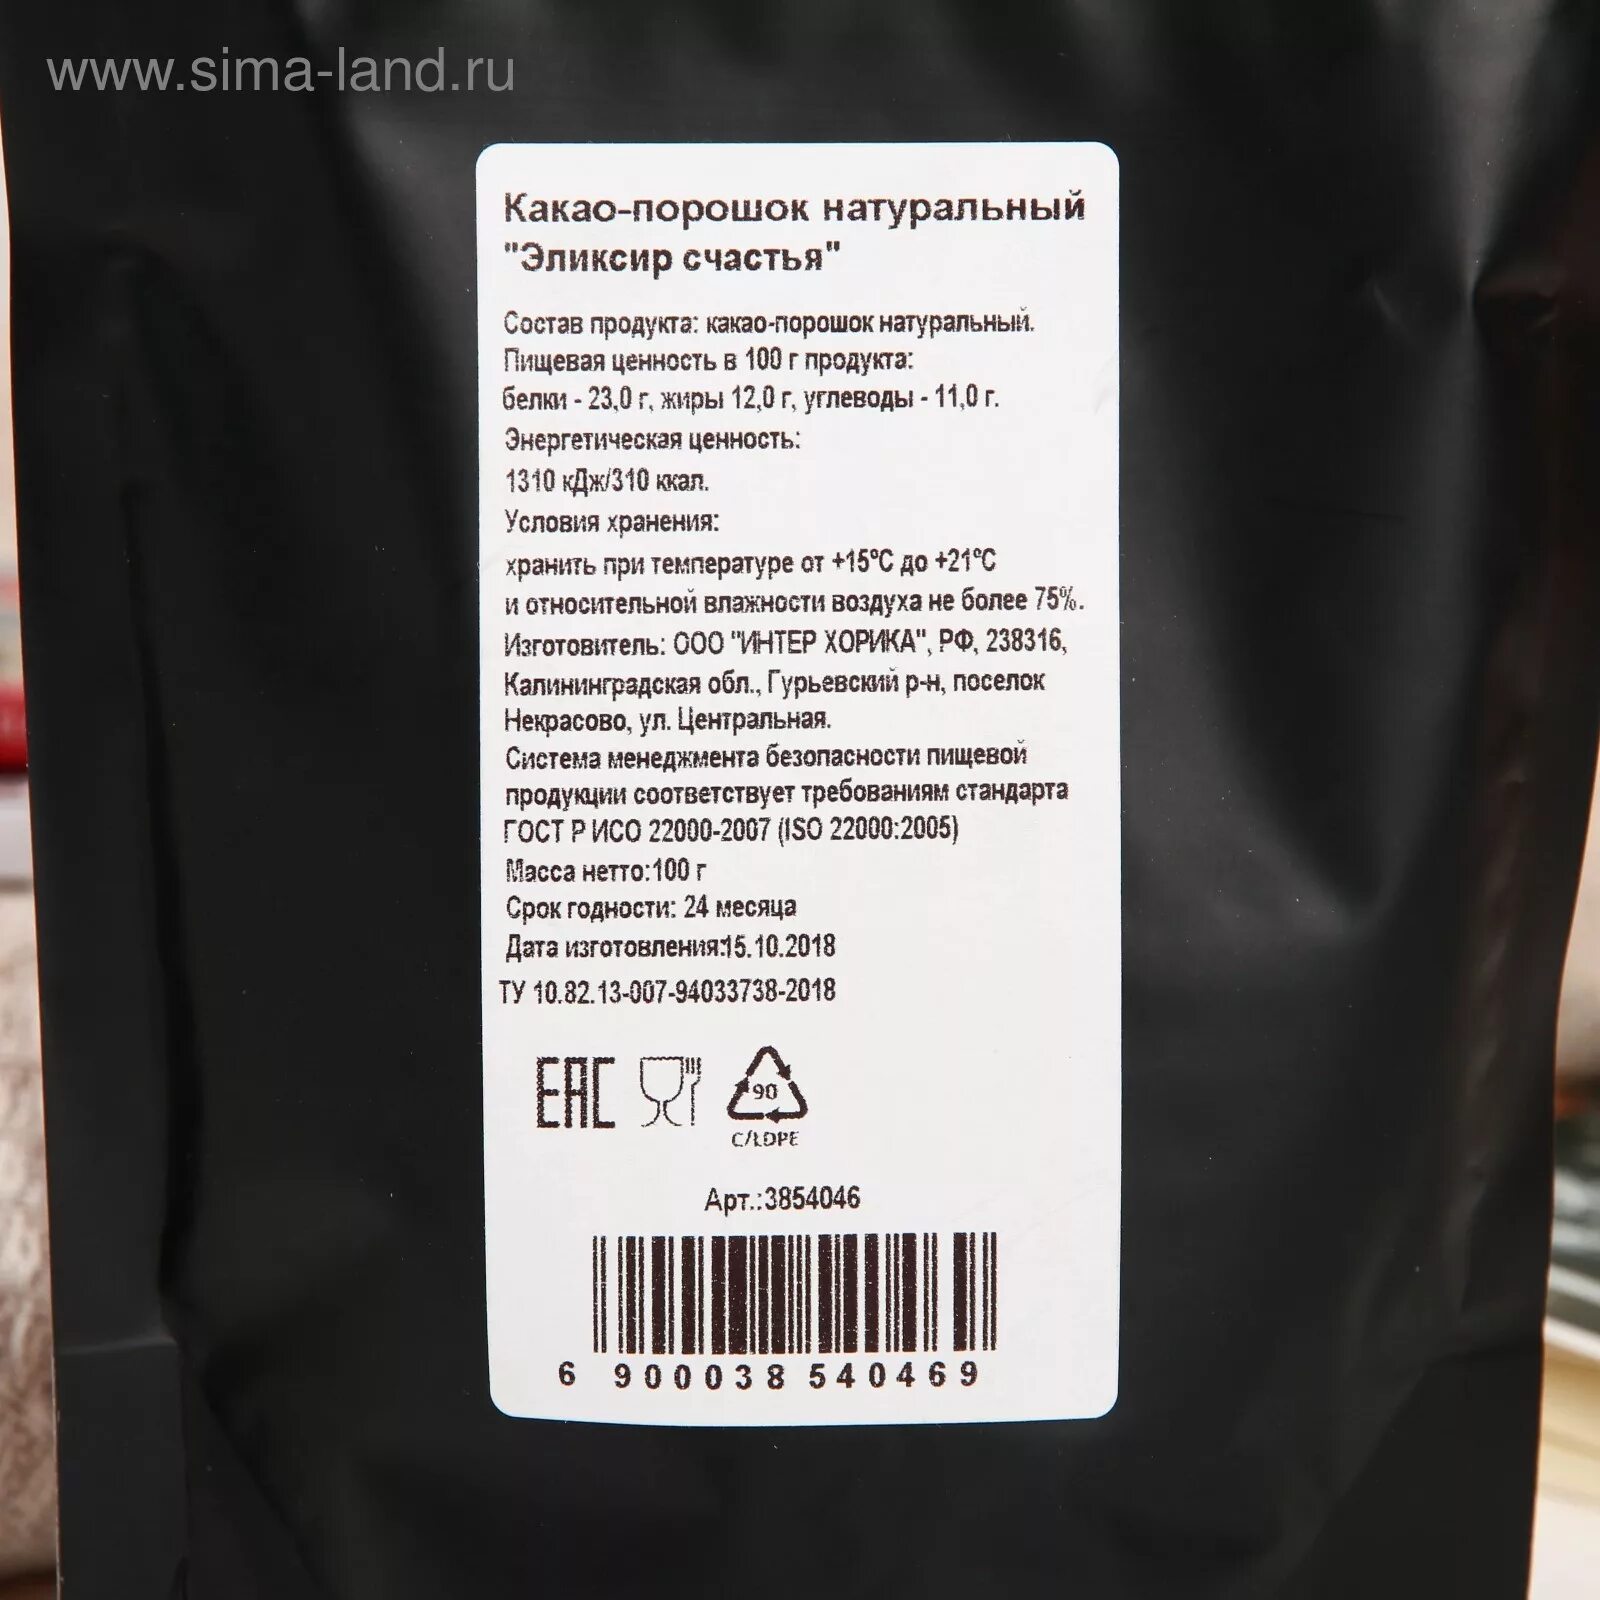 www.sima-land.ru
Какао-порошок натуральный
"Эликсир счастья"
Состав продукта: какао-порошок натуральный.
Пищевая ценность в 100 г продукта:
белки - 23,0 г, жиры 12,0 г, углеводы - 11,0 г.
Энергетическая ценность:
1310 кДж/310 ккал.
Условия хранения:
хранить при температуре от +15°С до +21°С
и относительной влажности воздуха не более 75%.
Изготовитель: ООО "ИНТЕР ХОРИКА", РФ, 238316,
Калининградская обл., Гурьевский р-н, поселок
Некрасово, ул. Центральная.
Система менеджмента безопасности пищевой
продукции соответствует требованиям стандарта
ГОСТ Р ИСО 22000-2007 (ISO 22000:2005)
Масса нетто:100 г
Срок годности: 24 месяца
Дата изготовления:15.10.2018
ТУ 10.82.13-007-94033738-2018
EAC
90
C/LDPE
Арт.:3854046
6 900038 540469